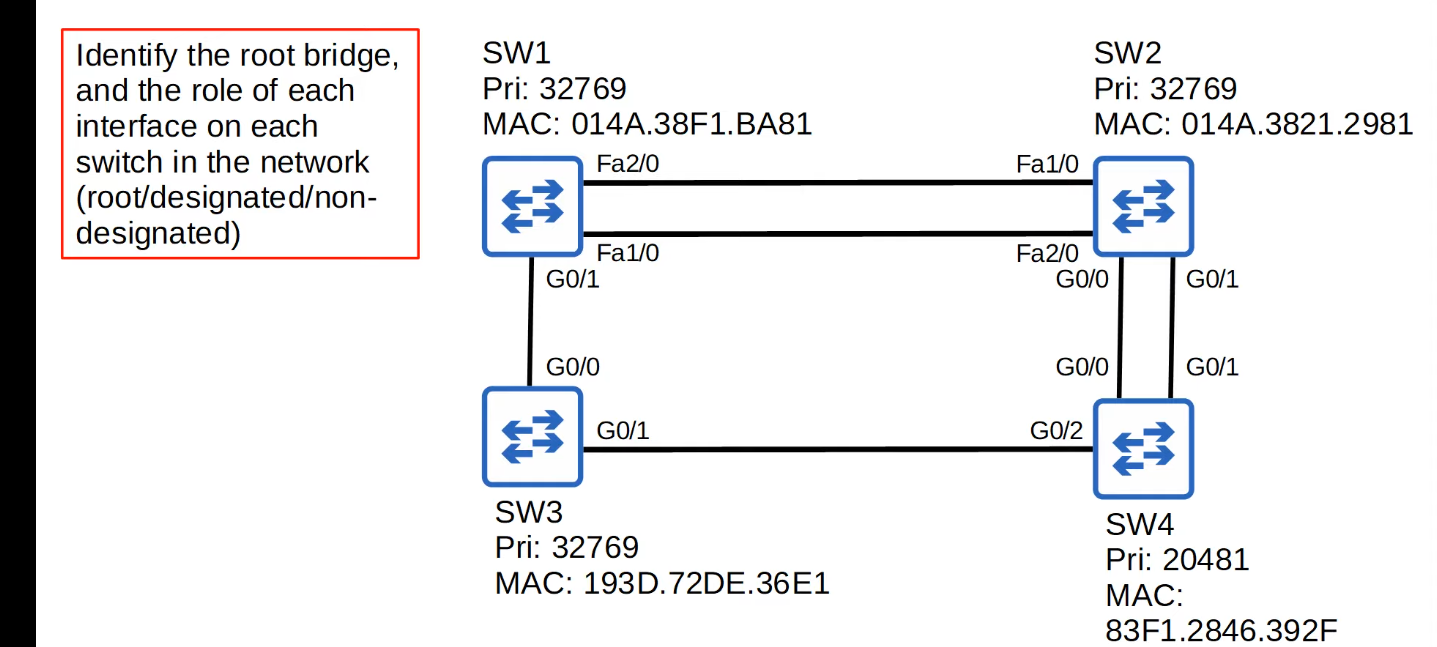 Identify the root bridge,
and the role of each
interface on each
switch in the network
(root/designated/non-
designated)
SW1
Pri: 32769
MAC: 014A.38F1.BA81
SW2
Pri: 32769
MAC: 014A.3821.2981
Fa2/0
Fa1/0
Fa1/0
Fa2/0
G0/1
G0/0
G0/1
G0/0
G0/0
G0/1
G0/1
G0/2
SW3
Pri: 32769
MAC: 193D.72DE.36E1
SW4
Pri: 20481
MAC:
83F1.2846.392F